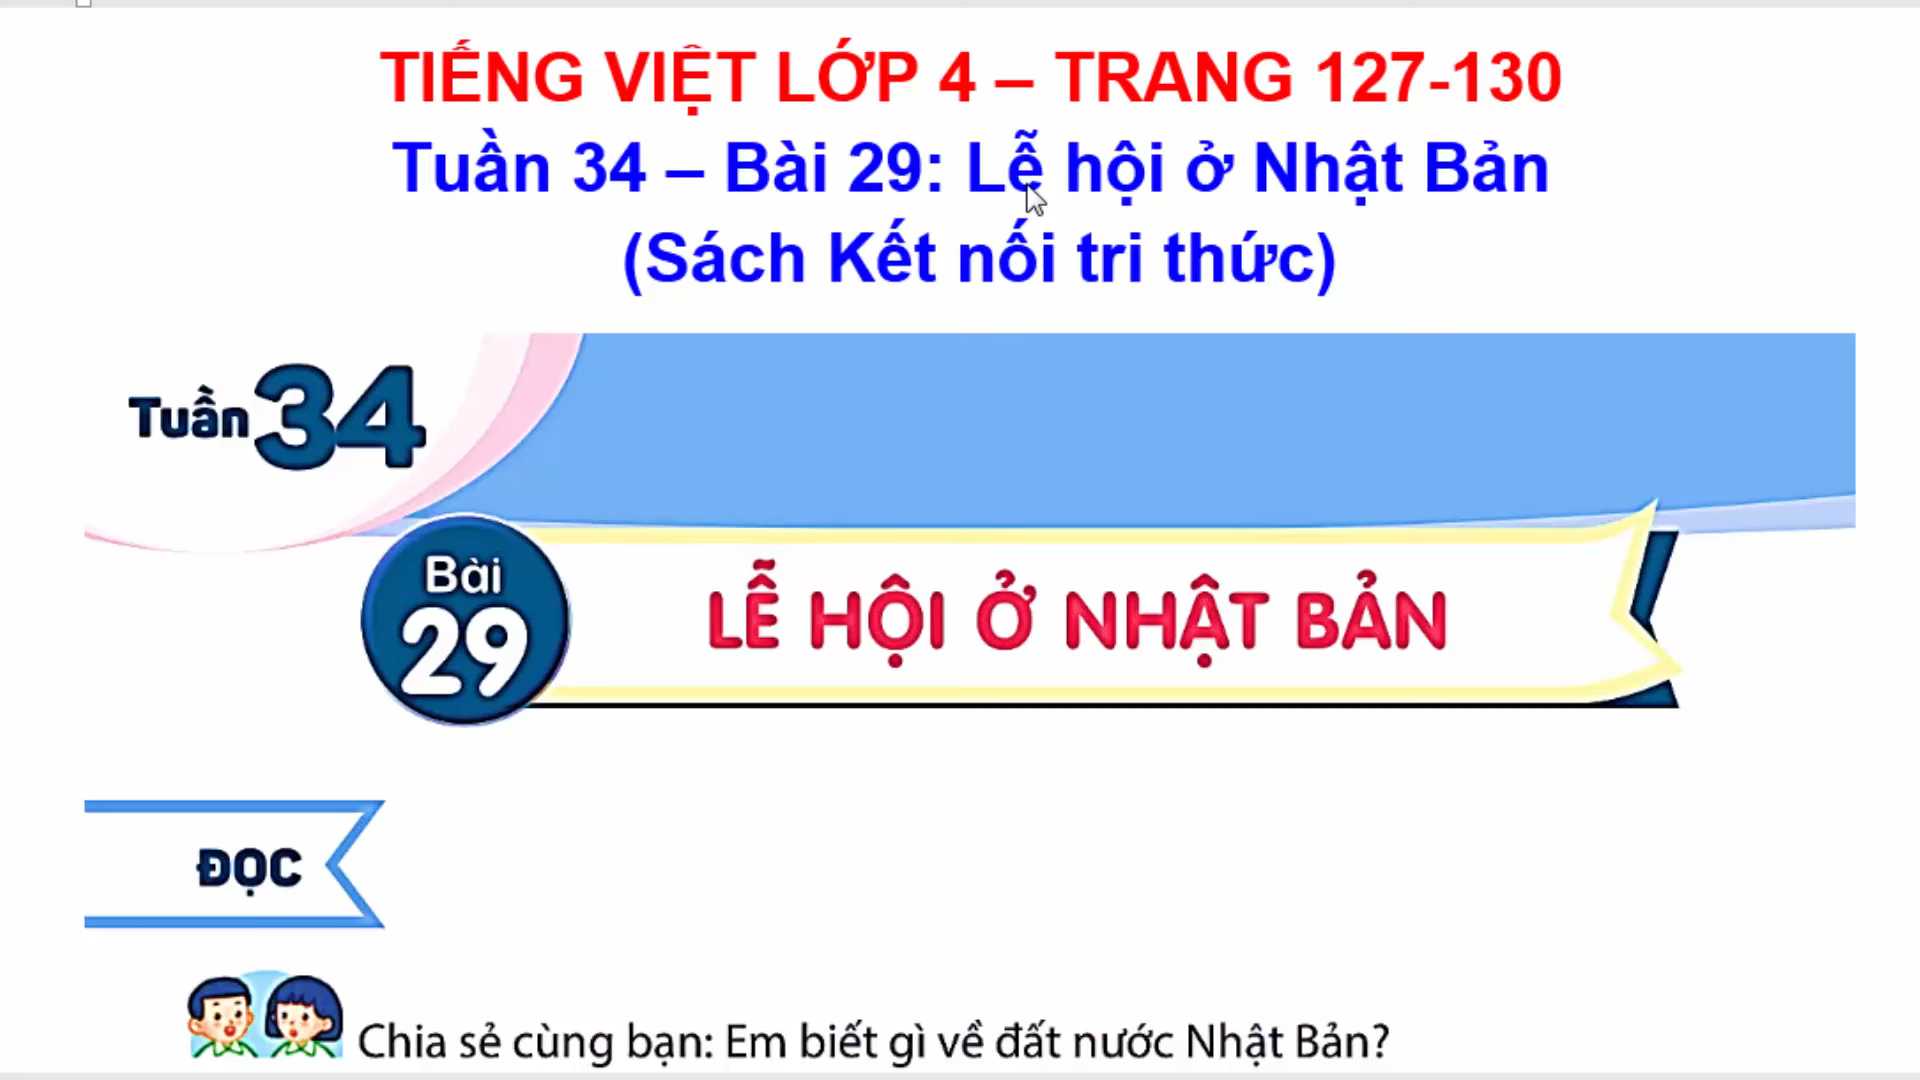 TIẾNG VIỆT LỚP 4 – TRANG 127-130
Tuần 34 – Bài 29: Lễ hội ở Nhật Bản
(Sách Kết nối tri thức)
Tuần 34
Bài
29
LỄ HỘI Ở NHẬT BẢN
ĐỌC
Chia sẻ cùng bạn: Em biết gì về đất nước Nhật Bản?